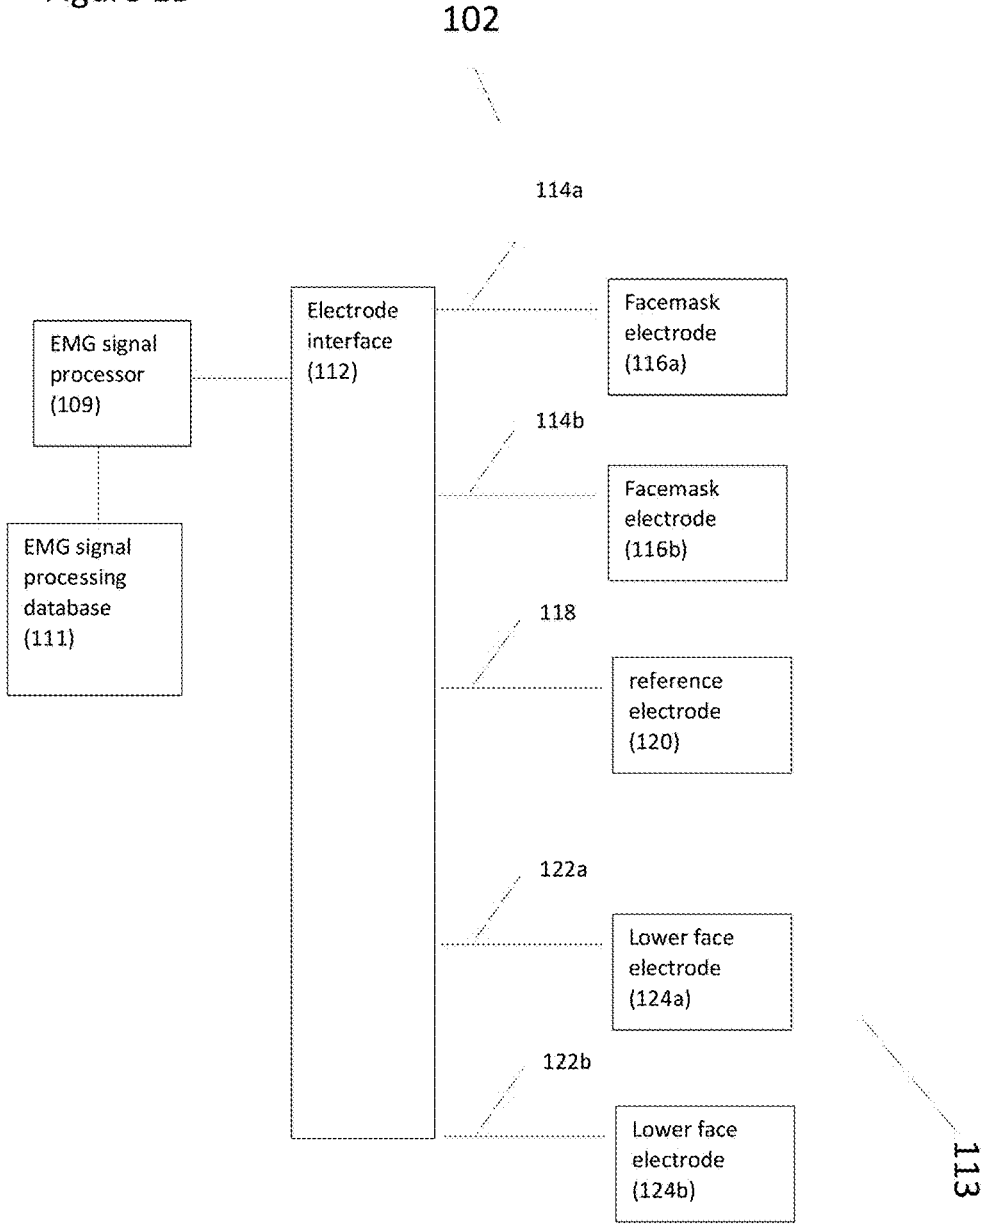 102
114a
Electrode
interface
(112)
Facemask
electrode
(116a)
EMG signal
processor
(109)
114b
Facemask
electrode
(116b)
EMG signal
processing
database
(111)
118
reference
electrode
(120)
122a
Lower face
electrode
(124a)
122b
Lower face
electrode
(124b)
113